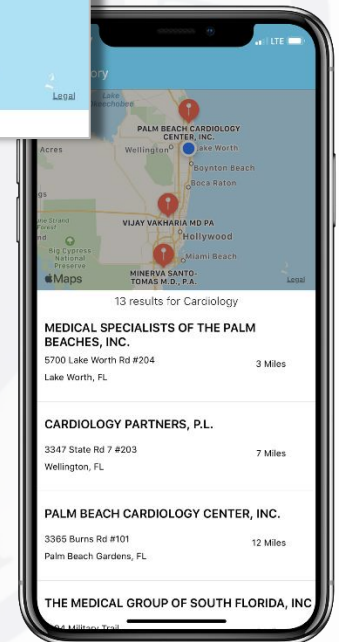 Legal
LTE
ory
Lake
Okeechobee
PALM BEACH CARDIOLOGY
CENTER, INC.
Acres
Wellington
Lake Worth
Boynton Beach
Boca Raton
gs
VIJAY VAKHARIA MD PA
Hollywood
Big Cypress
National
Preserve
Miami Beach
MINERVA SANTO-
TOMAS M.D., P.A.
Maps
Legal
13 results for Cardiology
MEDICAL SPECIALISTS OF THE PALM
BEACHES, INC.
5700 Lake Worth Rd #204
3 Miles
Lake Worth, FL
CARDIOLOGY PARTNERS, P.L.
3347 State Rd 7 #203
7 Miles
Wellington, FL
PALM BEACH CARDIOLOGY CENTER, INC.
3365 Burns Rd #101
12 Miles
Palm Beach Gardens, FL
THE MEDICAL GROUP OF SOUTH FLORIDA, INC
Military Trail